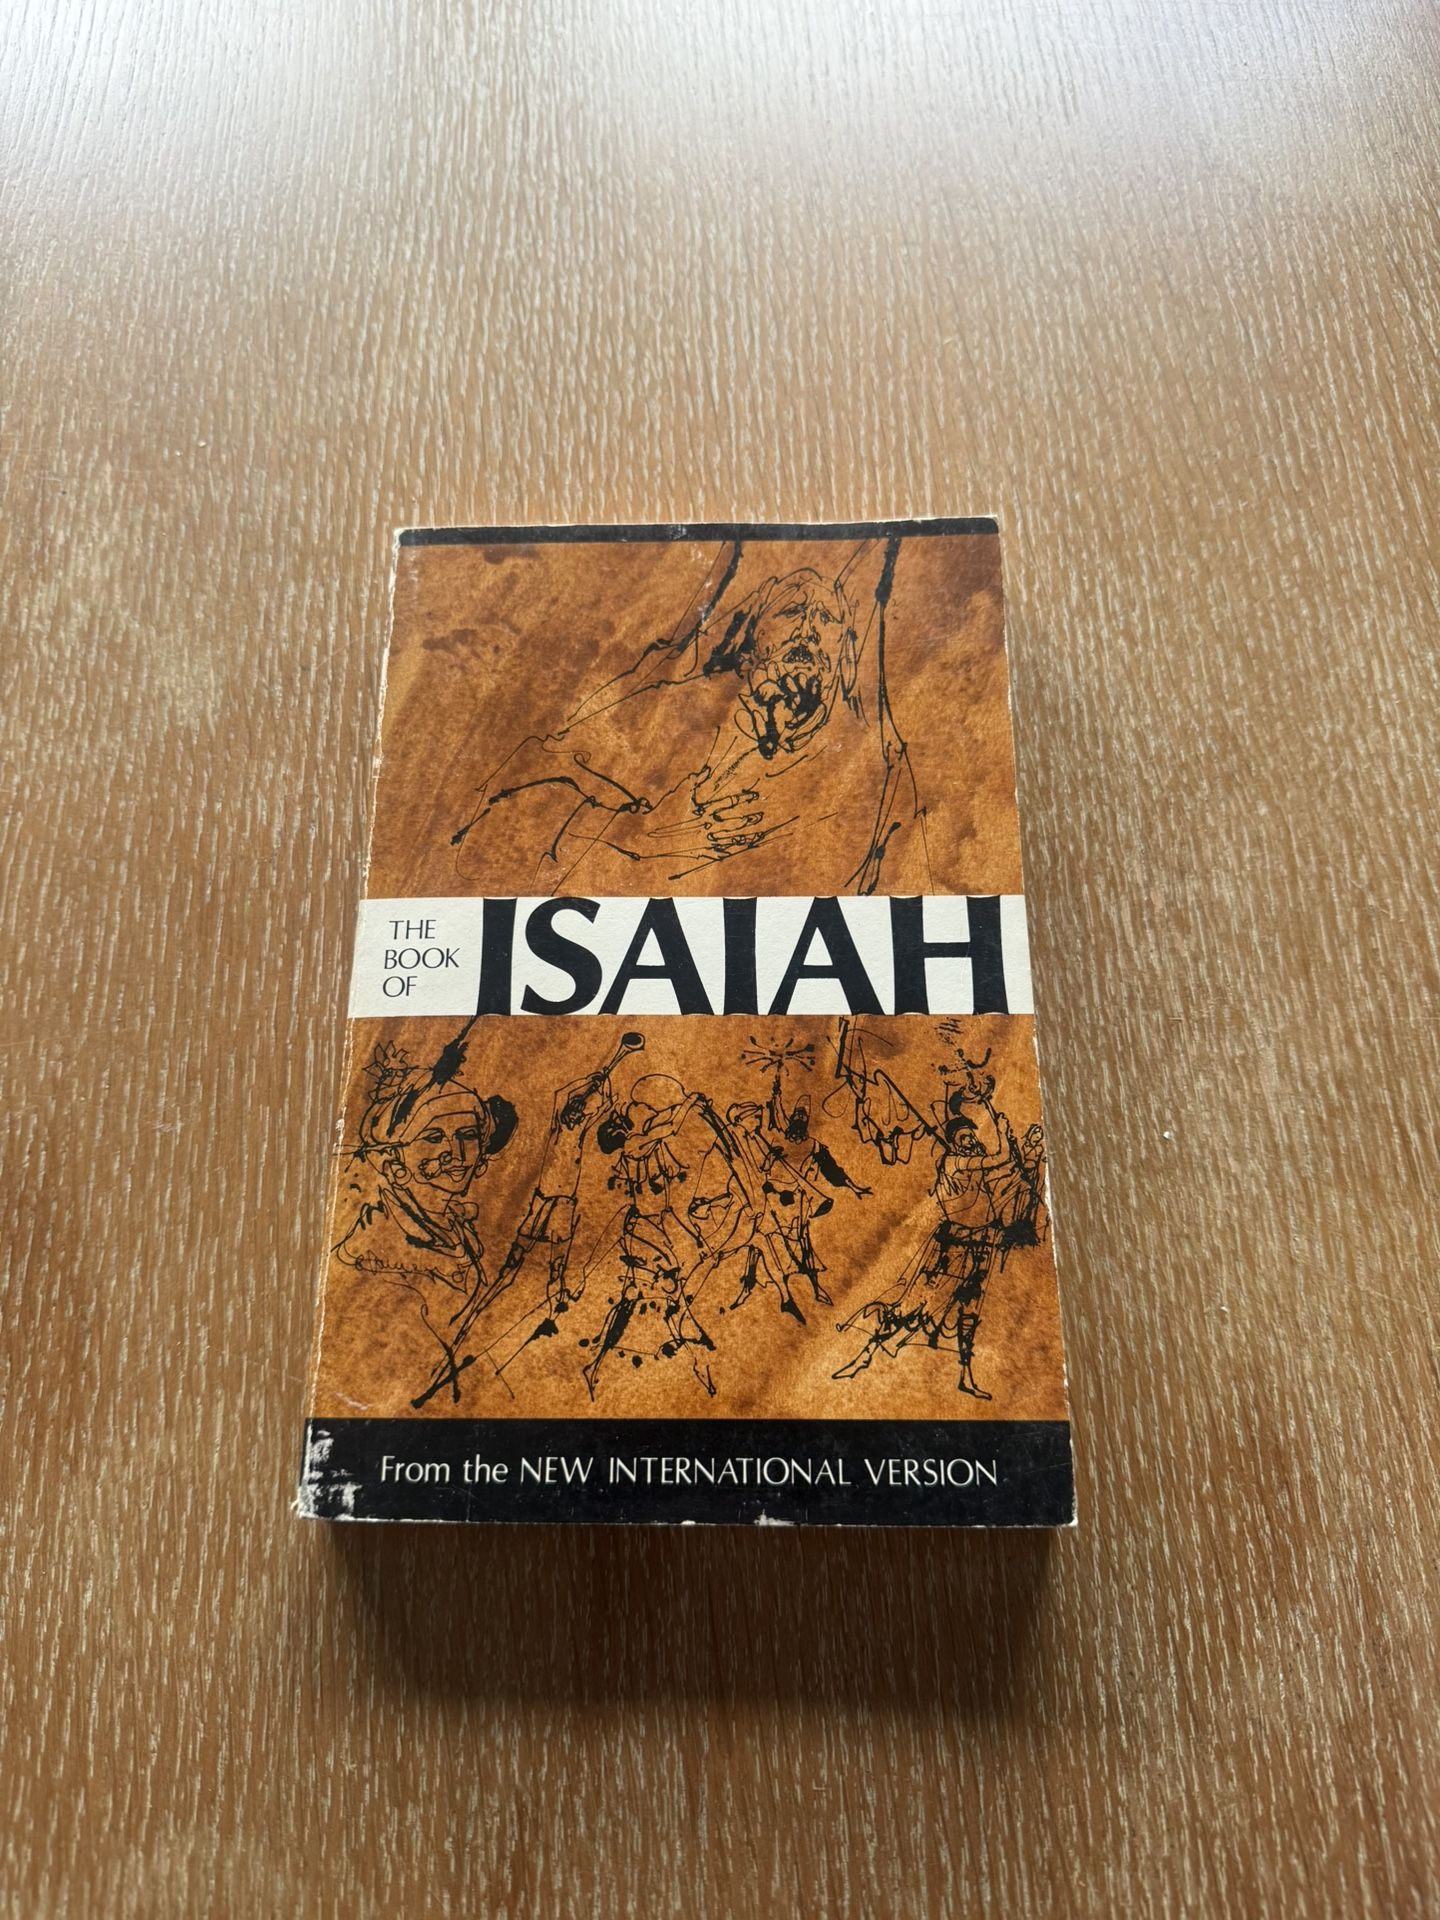 THE
BOOK
OF
ISAIAH
From the NEW INTERNATIONAL VERSION